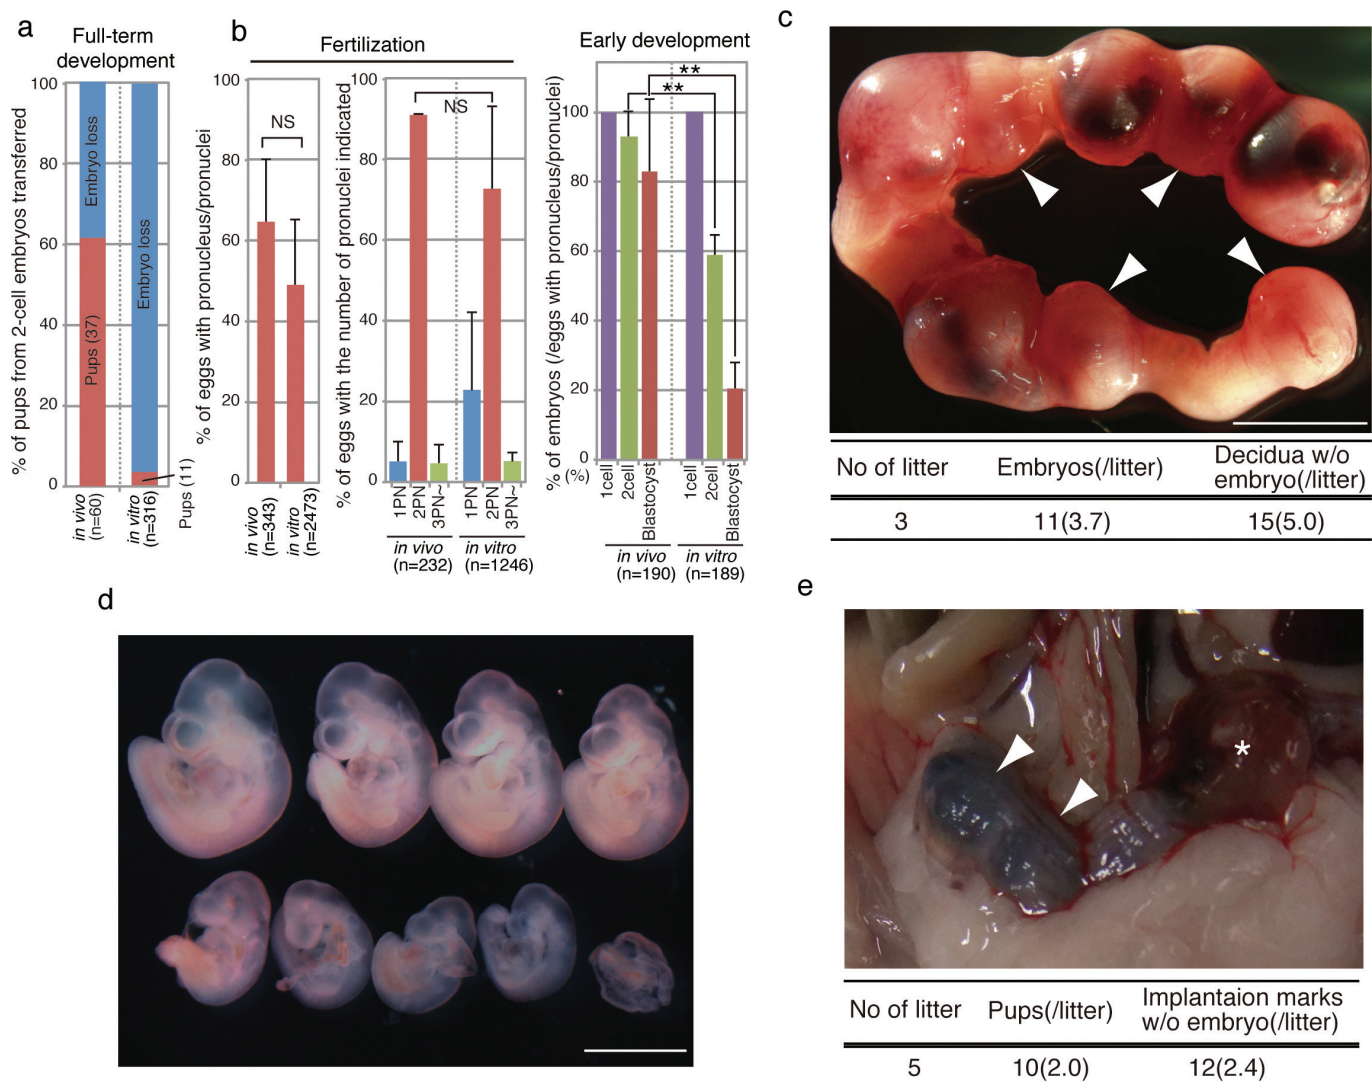 a
Full-term
development
% of pups from 2-cell embryos transferred
100
80
60
40
20
0
Embryo loss
Pups (37)
Embryo loss
Pups (11)
in vivo
(n=60)
in vitro
(n=316)
b
Fertilization
% of eggs with pronucleus/pronuclei
100
80
60
40
20
0
NS
in vivo
(n=343)
in vitro
(n=2473)
% of eggs with the number of pronuclei indicated
100
80
60
40
20
0
NS
1PN
2PN
3PN~
1PN
2PN
3PN~
in vivo
(n=232)
in vitro
(n=1246)
Early development
% of embryos (/eggs with pronucleus/pronuclei)
100
80
60
40
20
0
(%)
**
**
1cell
2cell
Blastocyst
1cell
2cell
Blastocyst
in vivo
(n=190)
in vitro
(n=189)
c
No of litter Embryos(/litter) Decidua w/o
embryo(/litter)
3 11(3.7) 15(5.0)
d
e
*
No of litter Pups(/litter) Implantaion marks
w/o embryo(/litter)
5 10(2.0) 12(2.4)